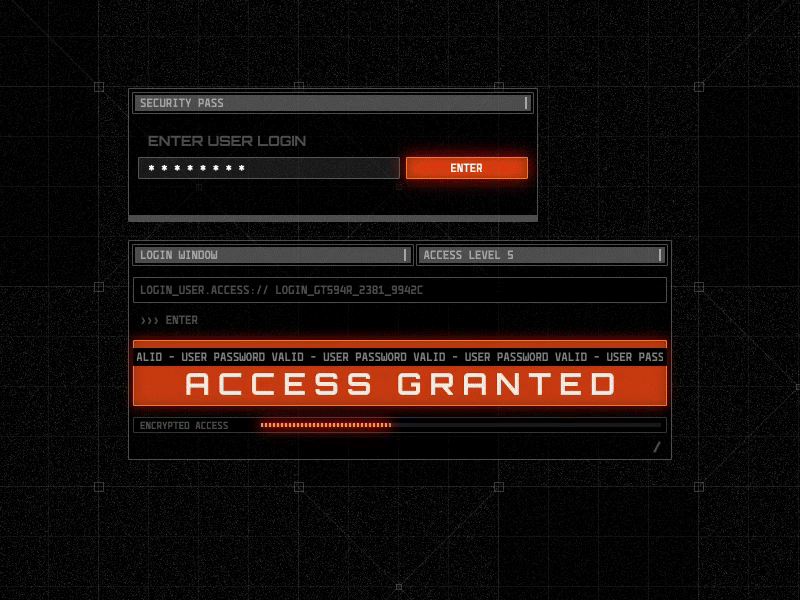 SECURITY PASS
ENTER USER LOGIN
* * * * * * * *
ENTER
LOGIN WINDOW
ACCESS LEVEL 5
LOGIN_USER.ACCESS:// LOGIN_GT594R_2381_9942C
❯❯❯ ENTER
ALID - USER PASSWORD VALID - USER PASSWORD VALID - USER PASSWORD VALID - USER PASS
ACCESS GRANTED
ENCRYPTED ACCESS
/